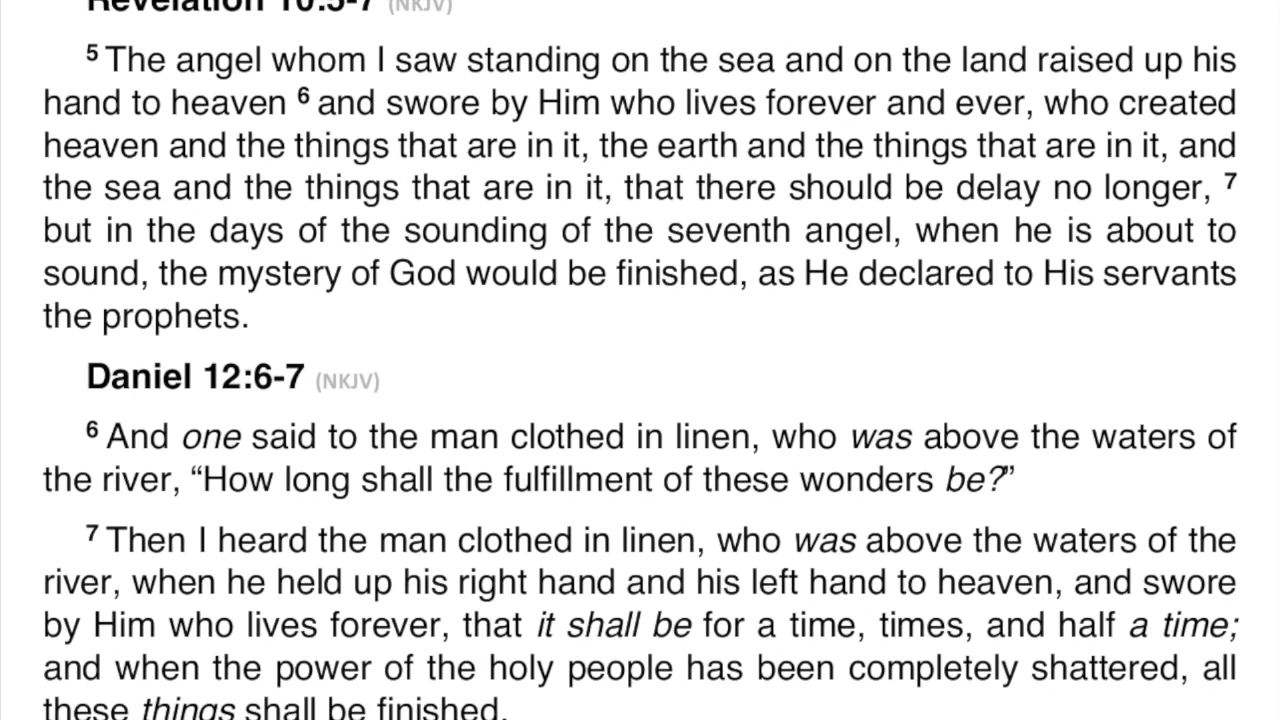 Revelation 10:5-7 (NKJV)
5 The angel whom I saw standing on the sea and on the land raised up his
hand to heaven 6 and swore by Him who lives forever and ever, who created
heaven and the things that are in it, the earth and the things that are in it, and
the sea and the things that are in it, that there should be delay no longer, 7
but in the days of the sounding of the seventh angel, when he is about to
sound, the mystery of God would be finished, as He declared to His servants
the prophets.
Daniel 12:6-7 (NKJV)
6 And one said to the man clothed in linen, who was above the waters of
the river, “How long shall the fulfillment of these wonders be?”
7 Then I heard the man clothed in linen, who was above the waters of the
river, when he held up his right hand and his left hand to heaven, and swore
by Him who lives forever, that it shall be for a time, times, and half a time;
and when the power of the holy people has been completely shattered, all
these things shall be finished.